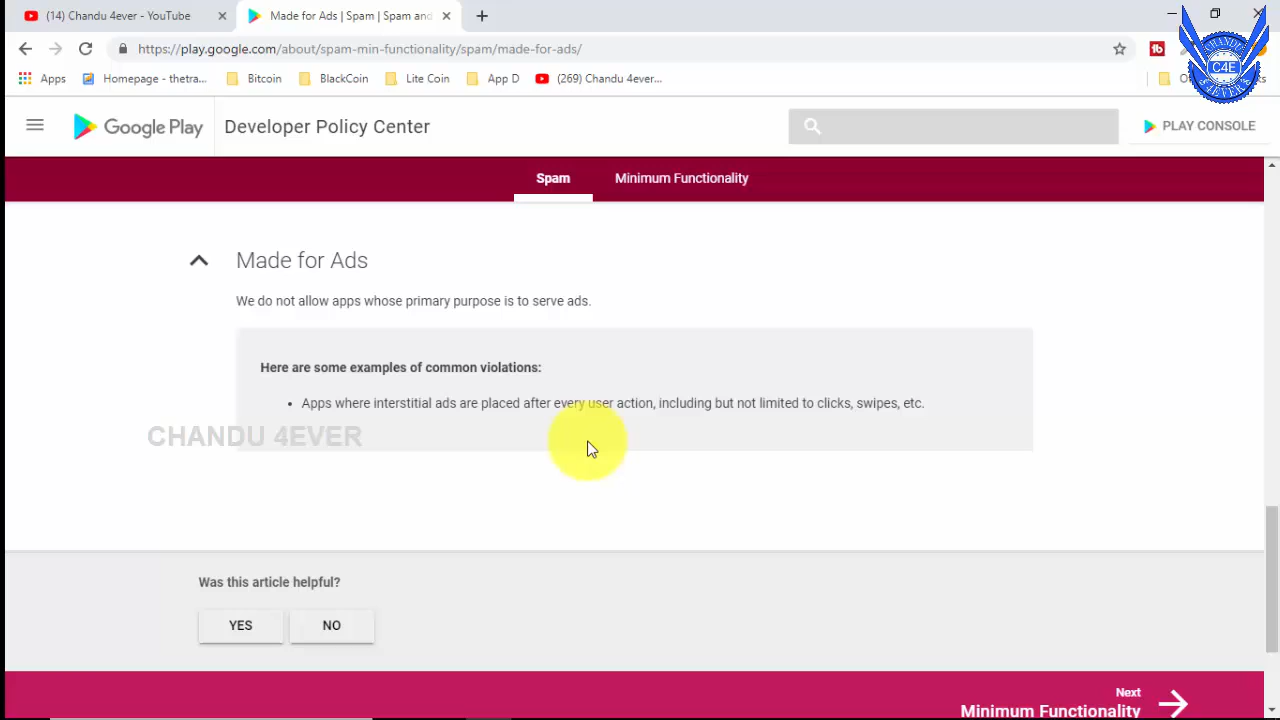 (14) Chandu 4ever - YouTube
Made for Ads | Spam | Spam and
https://play.google.com/about/spam-min-functionality/spam/made-for-ads/
Apps
Homepage - thetra...
Bitcoin
BlackCoin
Lite Coin
App D
(269) Chandu 4ever...
CHANDU
C4E
4EVER
Google Play
Developer Policy Center
PLAY CONSOLE
Spam
Minimum Functionality
Made for Ads
We do not allow apps whose primary purpose is to serve ads.
Here are some examples of common violations:
• Apps where interstitial ads are placed after every user action, including but not limited to clicks, swipes, etc.
CHANDU 4EVER
Was this article helpful?
YES
NO
Next
Minimum Functionality